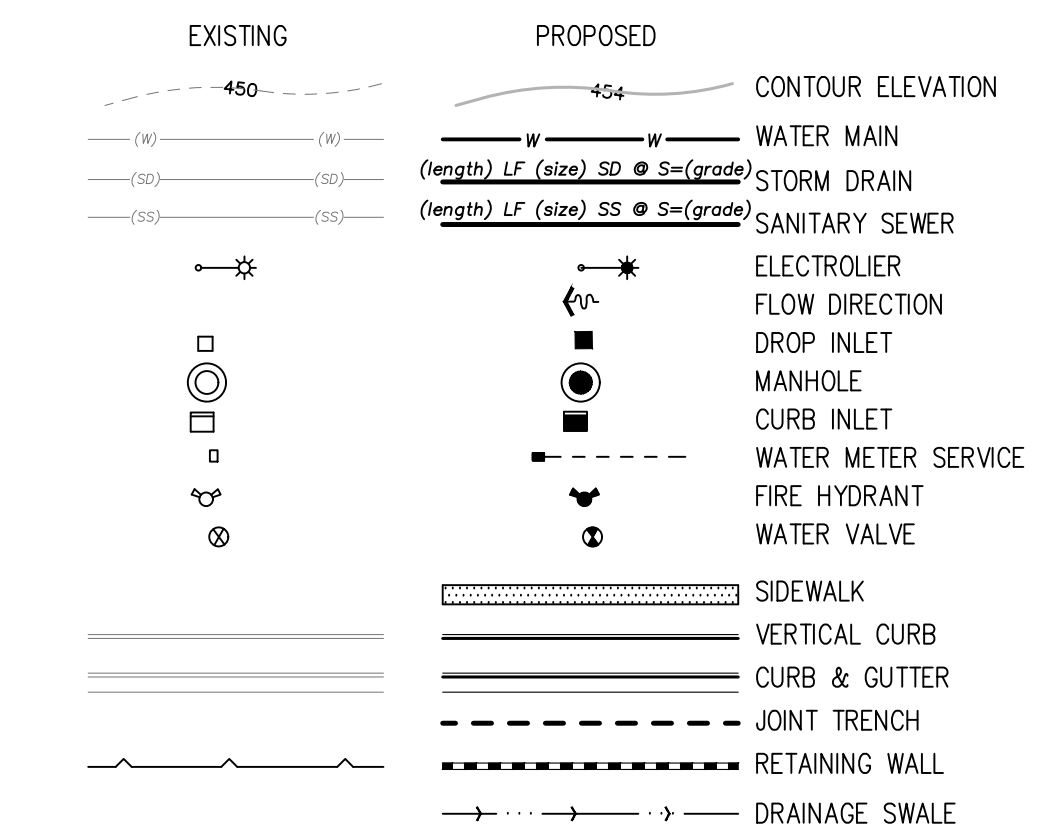 EXISTING PROPOSED
450 454 CONTOUR ELEVATION
(W) (W) W W WATER MAIN
(SD) (SD) (length) LF (size) SD @ S=(grade) STORM DRAIN
(SS) (SS) (length) LF (size) SS @ S=(grade) SANITARY SEWER
ELECTROLIER
FLOW DIRECTION
DROP INLET
MANHOLE
CURB INLET
WATER METER SERVICE
FIRE HYDRANT
WATER VALVE
SIDEWALK
VERTICAL CURB
CURB & GUTTER
JOINT TRENCH
RETAINING WALL
DRAINAGE SWALE